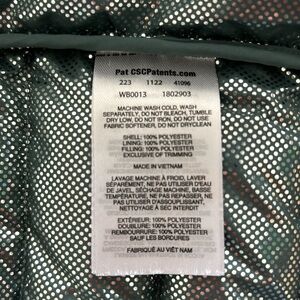 Pat CSCPatents.com
223 1122 41096
WB0013 1802903
MACHINE WASH COLD, WASH
SEPARATELY, DO NOT BLEACH, TUMBLE
DRY LOW, DO NOT IRON, DO NOT USE
FABRIC SOFTENER, DO NOT DRYCLEAN
SHELL: 100% POLYESTER
LINING: 100% POLYESTER
FILLING: 100% POLYESTER
EXCLUSIVE OF TRIMMING
MADE IN VIETNAM
LAVAGE MACHINE À FROID, LAVER
SÉPARÉMENT, NE PAS UTILISER D'EAU
DE JAVEL, SÉCHAGE MACHINE, BASSE
TEMPÉRATURE, NE PAS REPASSER, NE
PAS UTILISER D'ADOUCISSANT,
NETTOYAGE À SEC INTERDIT
EXTÉRIEUR: 100% POLYESTER
DOUBLURE: 100% POLYESTER
REMBOURRURE: 100% POLYESTER
SAUF LES BORDURES
FABRIQUÉ AU VIÊT NAM